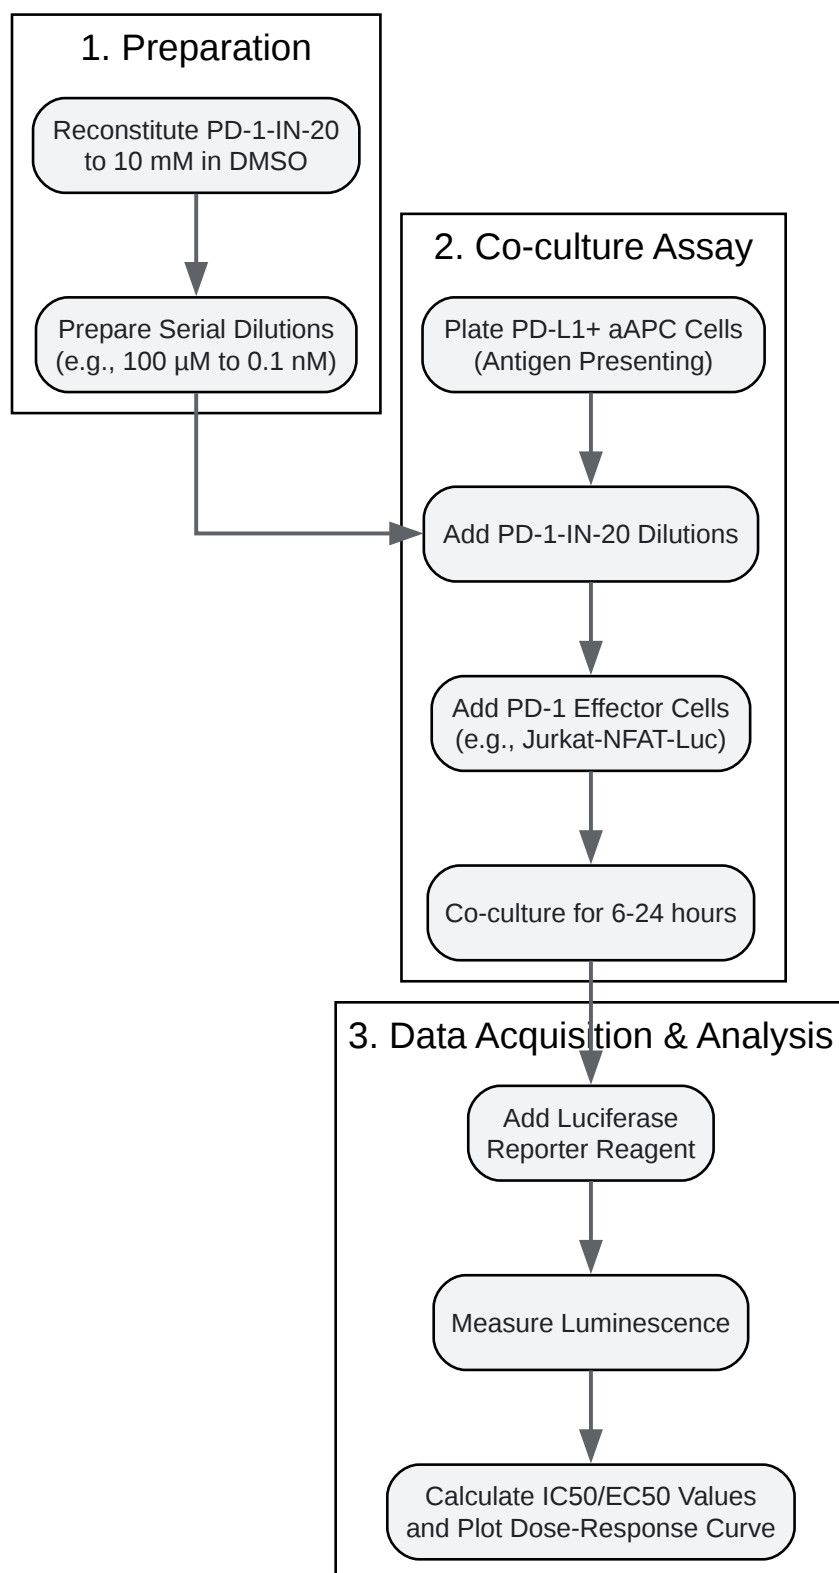 1. Preparation
Reconstitute PD-1-IN-20
to 10 mM in DMSO
Prepare Serial Dilutions
(e.g., 100 µM to 0.1 nM)
2. Co-culture Assay
Plate PD-L1+ aAPC Cells
(Antigen Presenting)
Add PD-1-IN-20 Dilutions
Add PD-1 Effector Cells
(e.g., Jurkat-NFAT-Luc)
Co-culture for 6-24 hours
3. Data Acquisition & Analysis
Add Luciferase
Reporter Reagent
Measure Luminescence
Calculate IC50/EC50 Values
and Plot Dose-Response Curve